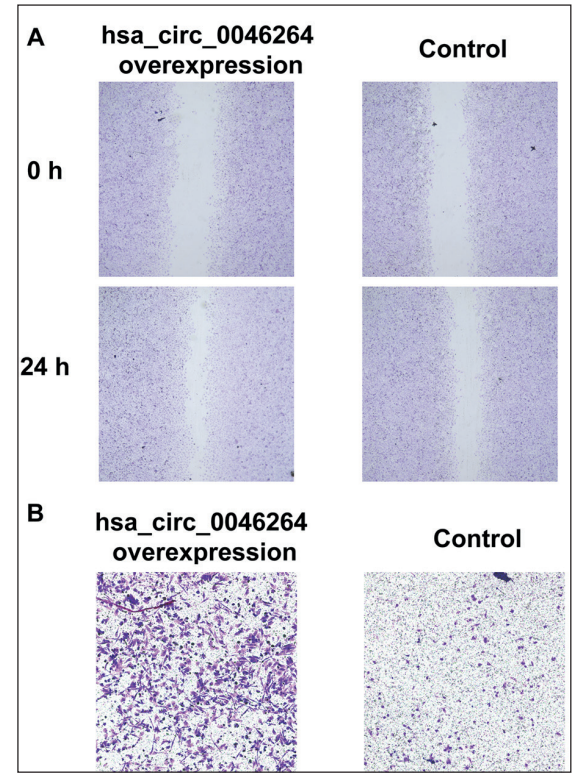 A
hsa_circ_0046264
overexpression
Control
0 h
24 h
B
hsa_circ_0046264
overexpression
Control